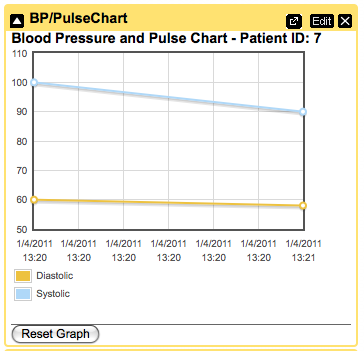 BP/PulseChart Edit
Blood Pressure and Pulse Chart - Patient ID: 7
110
100
90
80
70
60
50
1/4/2011 1/4/2011 1/4/2011 1/4/2011 1/4/2011 1/4/2011 1/4/2011
13:20 13:20 13:20 13:20 13:20 13:20 13:21
Diastolic
Systolic
Reset Graph